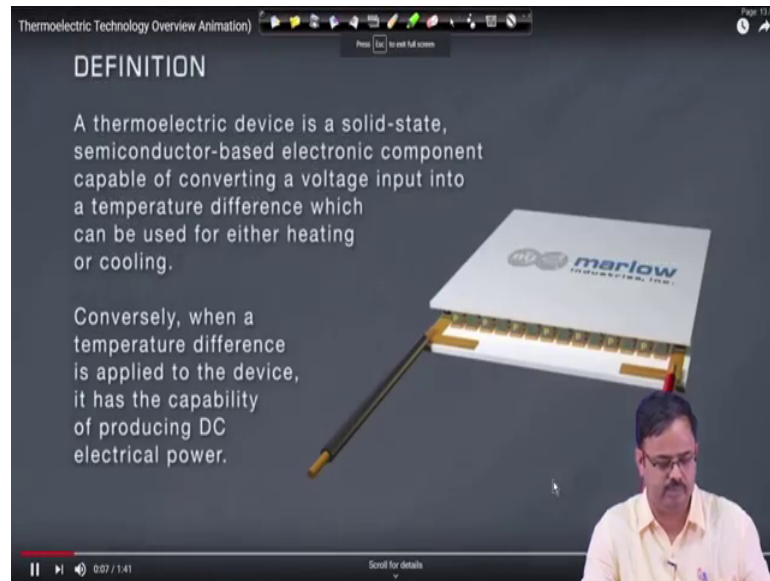 Thermoelectric Technology Overview Animation)
Page: 13
Press Esc to exit full screen
DEFINITION
A thermoelectric device is a solid-state,
semiconductor-based electronic component
capable of converting a voltage input into
a temperature difference which
can be used for either heating
or cooling.
marlow
industries, inc.
Conversely, when a
temperature difference
is applied to the device,
it has the capability
of producing DC
electrical power.
0:07 / 1:41
Scroll for details